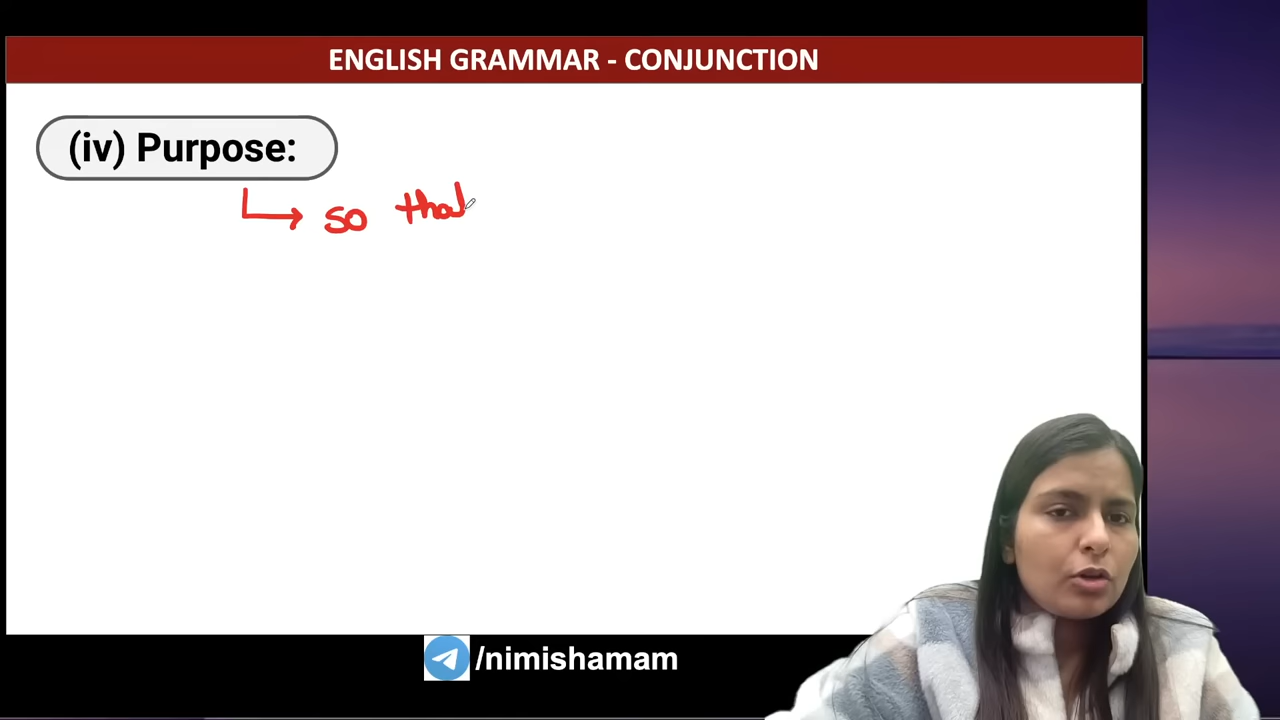 ENGLISH GRAMMAR - CONJUNCTION
(iv) Purpose:
so that
/nimishamam